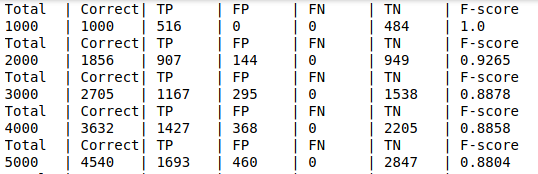 Total | Correct| TP | FP | FN | TN | F-score
1000 | 1000 | 516 | 0 | 0 | 484 | 1.0
Total | Correct| TP | FP | FN | TN | F-score
2000 | 1856 | 907 | 144 | 0 | 949 | 0.9265
Total | Correct| TP | FP | FN | TN | F-score
3000 | 2705 | 1167 | 295 | 0 | 1538 | 0.8878
Total | Correct| TP | FP | FN | TN | F-score
4000 | 3632 | 1427 | 368 | 0 | 2205 | 0.8858
Total | Correct| TP | FP | FN | TN | F-score
5000 | 4540 | 1693 | 460 | 0 | 2847 | 0.8804